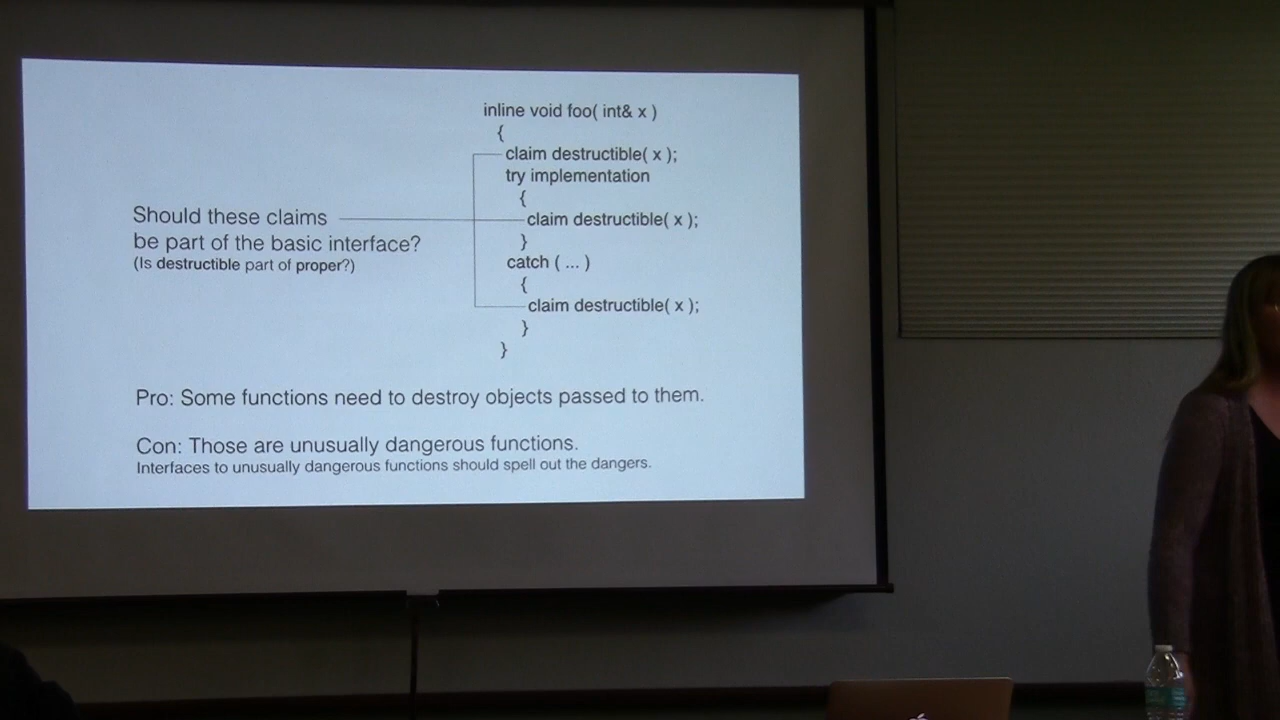 inline void foo( int& x )
{
claim destructible( x );
try implementation
{
claim destructible( x );
}
catch ( ... )
{
claim destructible( x );
}
}
Should these claims
be part of the basic interface?
(Is destructible part of proper?)
Pro: Some functions need to destroy objects passed to them.
Con: Those are unusually dangerous functions.
Interfaces to unusually dangerous functions should spell out the dangers.